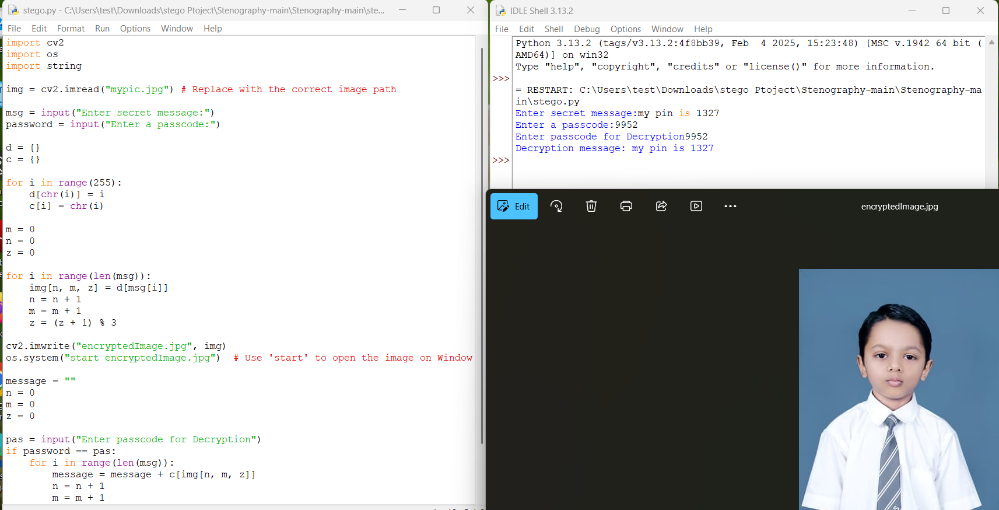 stego.py - C:\Users\test\Downloads\stego Ptoject\Stenography-main\Stenography-main\ste...
File Edit Format Run Options Window Help
import cv2
import os
import string
img = cv2.imread("mypic.jpg") # Replace with the correct image path
msg = input("Enter secret message:")
password = input("Enter a passcode:")
d = {}
c = {}
for i in range(255):
    d[chr(i)] = i
    c[i] = chr(i)
m = 0
n = 0
z = 0
for i in range(len(msg)):
    img[n, m, z] = d[msg[i]]
    n = n + 1
    m = m + 1
    z = (z + 1) % 3
cv2.imwrite("encryptedImage.jpg", img)
os.system("start encryptedImage.jpg")  # Use 'start' to open the image on Window
message = ""
n = 0
m = 0
z = 0
pas = input("Enter passcode for Decryption")
if password == pas:
    for i in range(len(msg)):
        message = message + c[img[n, m, z]]
        n = n + 1
        m = m + 1
IDLE Shell 3.13.2
File Edit Shell Debug Options Window Help
Python 3.13.2 (tags/v3.13.2:4f8bb39, Feb  4 2025, 15:23:48) [MSC v.1942 64 bit (
AMD64)] on win32
Type "help", "copyright", "credits" or "license()" for more information.
>>>
= RESTART: C:\Users\test\Downloads\stego Ptoject\Stenography-main\Stenography-ma
in\stego.py
Enter secret message:my pin is 1327
Enter a passcode:9952
Enter passcode for Decryption9952
Decryption message: my pin is 1327
>>>
Edit
encryptedImage.jpg